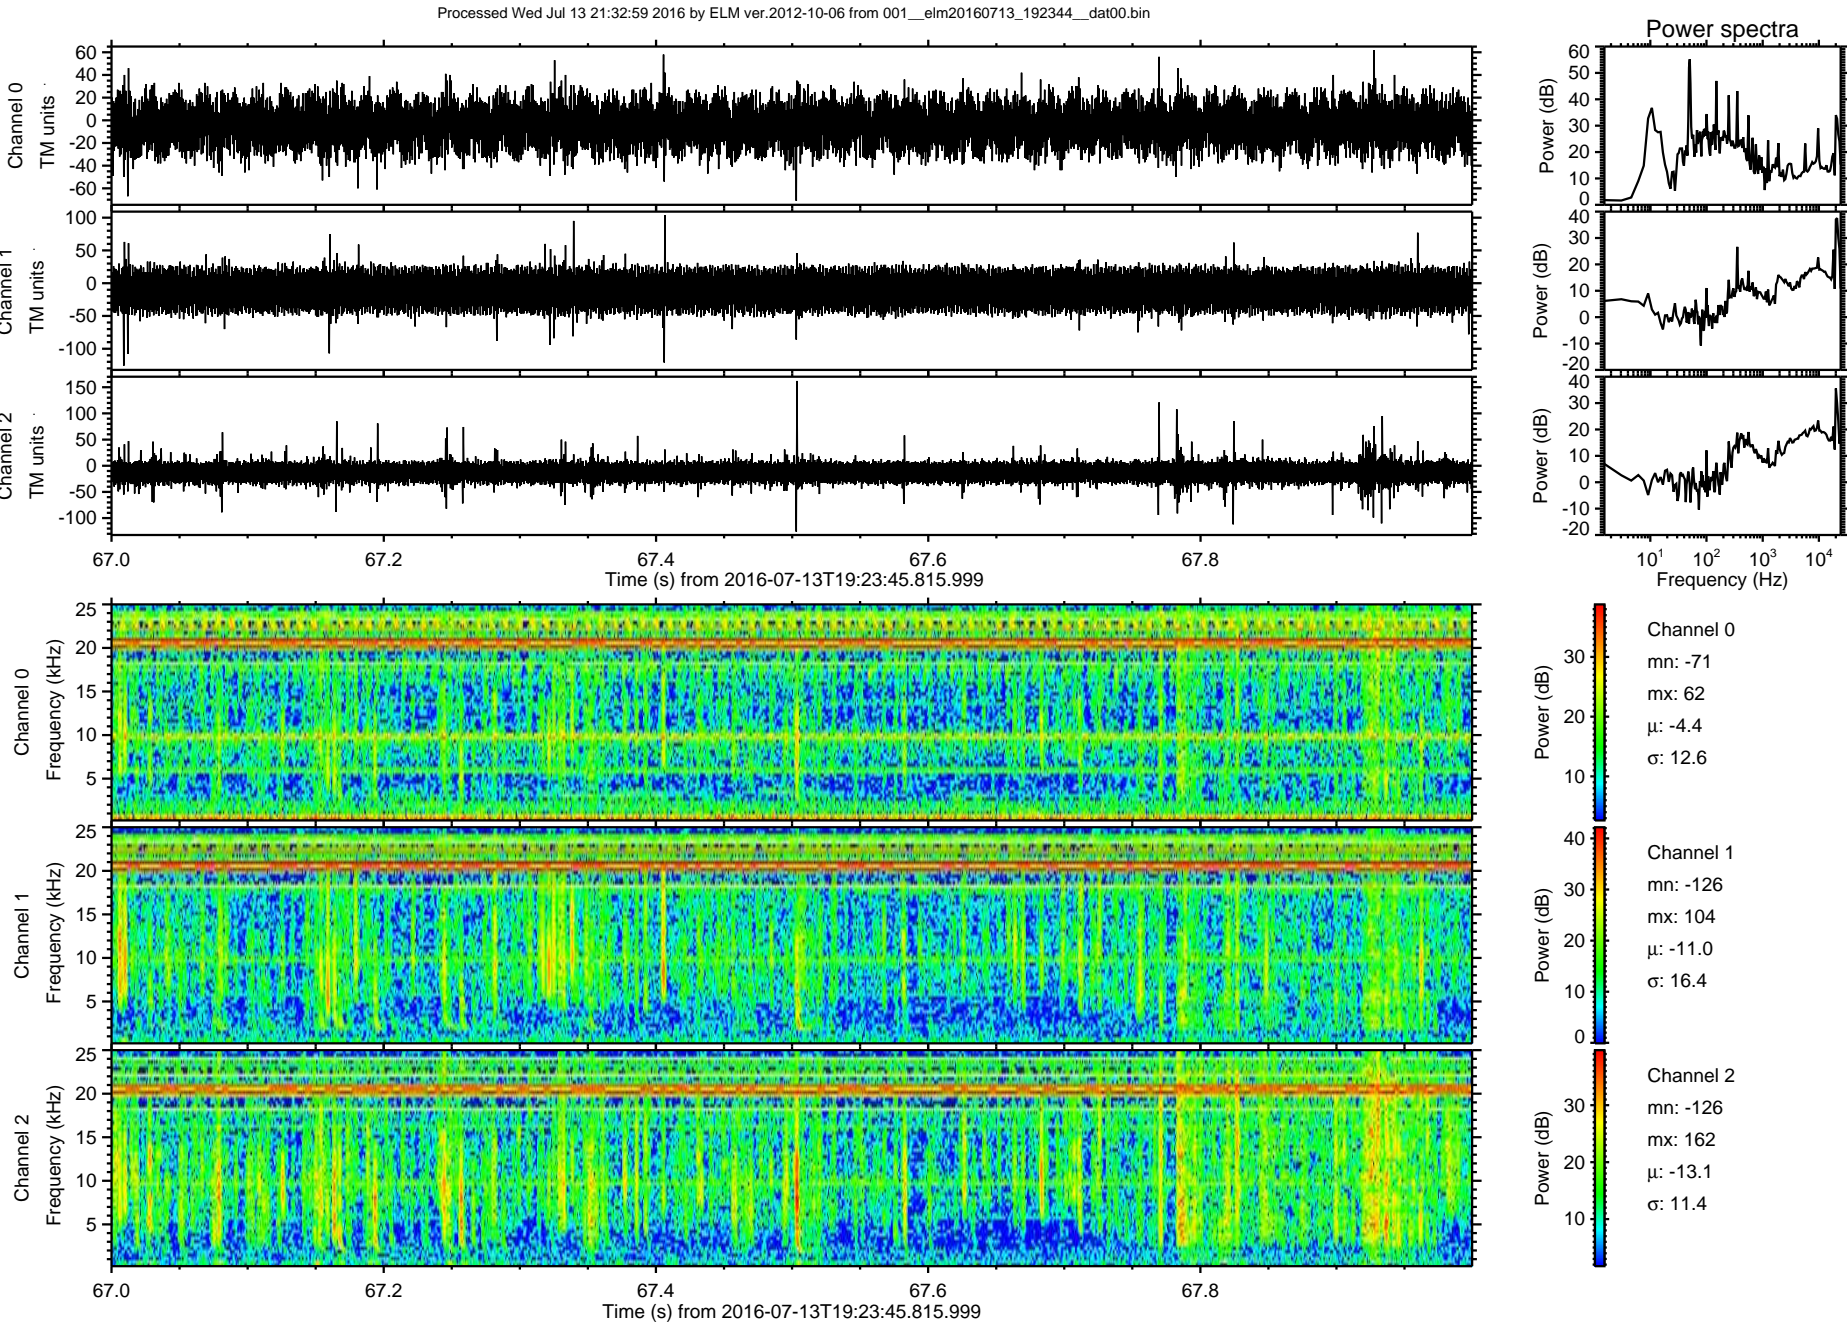 Processed Wed Jul 13 21:32:59 2016 by ELM ver.2012-10-06 from 001__elm20160713_192344__dat00.bin
Power spectra
Channel 0
TM units
60
40
20
0
-20
-40
-60
Power (dB)
60
50
40
30
20
10
0
Channel 1
TM units
100
50
0
-50
-100
Power (dB)
40
30
20
10
0
-10
-20
Channel 2
TM units
150
100
50
0
-50
-100
Power (dB)
40
30
20
10
0
-10
-20
67.0 67.2 67.4 67.6 67.8
Time (s) from 2016-07-13T19:23:45.815.999
10^1 10^2 10^3 10^4
Frequency (Hz)
Channel 0
Frequency (kHz)
25
20
15
10
5
Power (dB)
30
20
10
Channel 0
mn: -71
mx: 62
μ: -4.4
σ: 12.6
Channel 1
Frequency (kHz)
25
20
15
10
5
Power (dB)
40
30
20
10
0
Channel 1
mn: -126
mx: 104
μ: -11.0
σ: 16.4
Channel 2
Frequency (kHz)
25
20
15
10
5
Power (dB)
30
20
10
Channel 2
mn: -126
mx: 162
μ: -13.1
σ: 11.4
67.0 67.2 67.4 67.6 67.8
Time (s) from 2016-07-13T19:23:45.815.999